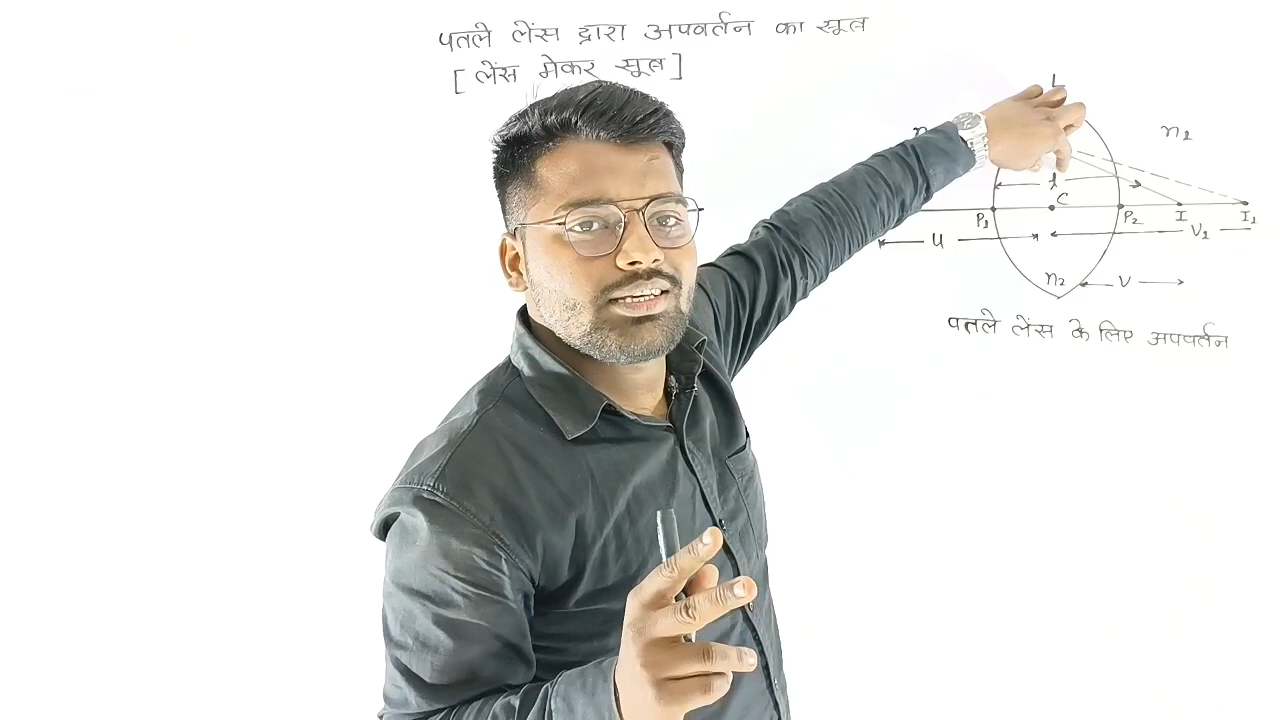 पतले लेंस द्वारा अपवर्तन का सूत्र
[ लेंस मेकर सूत्र ]
L
n₁
t
C
P₁ P₂ I I₁
u v₁
n₂ v
पतले लेंस के लिए अपवर्तन